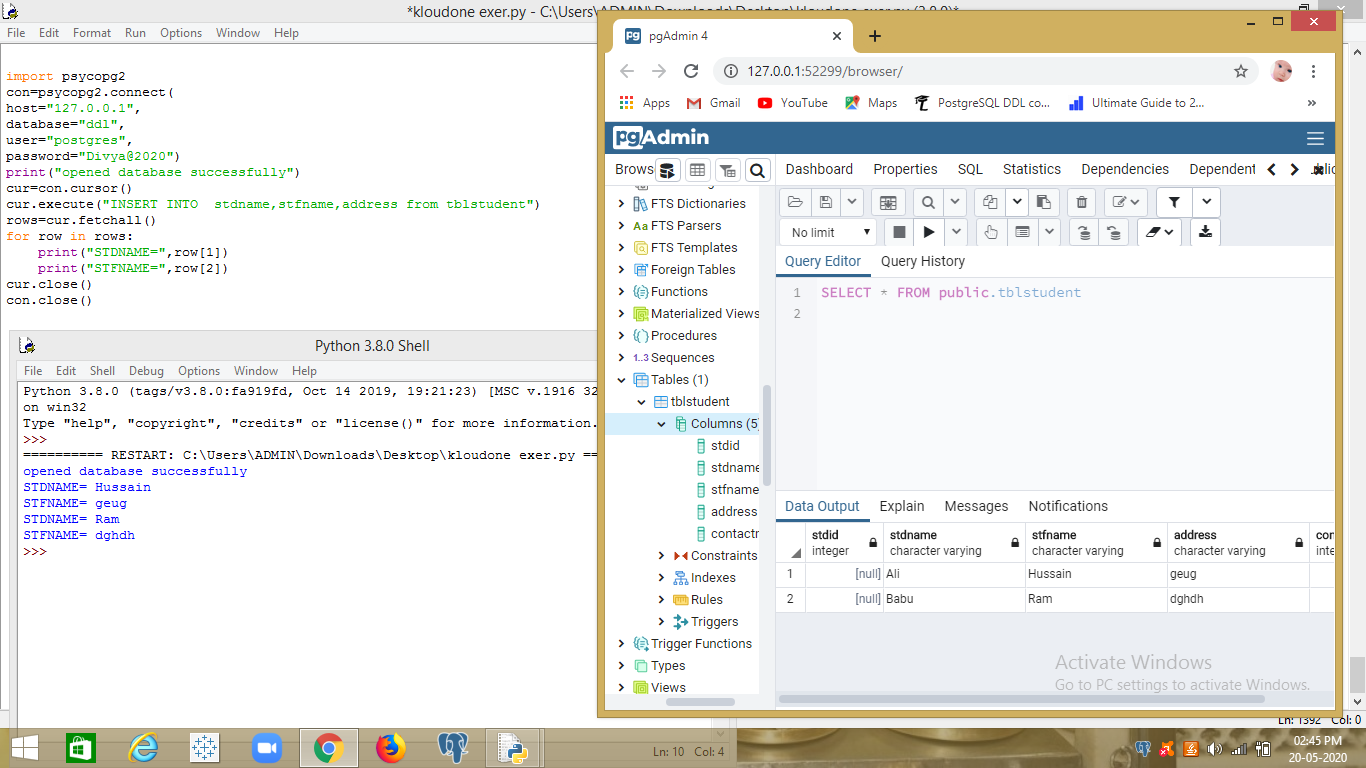 *kloudone exer.py - C:\Users\ADMIN\Downloads\Desktop\kloudone exer.py (3.8.0)*
File Edit Format Run Options Window Help
import psycopg2
con=psycopg2.connect(
host="127.0.0.1",
database="ddl",
user="postgres",
password="Divya@2020")
print("opened database successfully")
cur=con.cursor()
cur.execute("INSERT INTO  stdname,stfname,address from tblstudent")
rows=cur.fetchall()
for row in rows:
    print("STDNAME=",row[1])
    print("STFNAME=",row[2])
cur.close()
con.close()
Python 3.8.0 Shell
File Edit Shell Debug Options Window Help
Python 3.8.0 (tags/v3.8.0:fa919fd, Oct 14 2019, 19:21:23) [MSC v.1916 32
on win32
Type "help", "copyright", "credits" or "license()" for more information.
>>>
========== RESTART: C:\Users\ADMIN\Downloads\Desktop\kloudone exer.py ==
opened database successfully
STDNAME= Hussain
STFNAME= geug
STDNAME= Ram
STFNAME= dghdh
>>>
Ln: 10 Col: 4
pgAdmin 4
127.0.0.1:52299/browser/
Apps Gmail YouTube Maps PostgreSQL DDL co... Ultimate Guide to 2... »
pgAdmin
Brows
Dashboard Properties SQL Statistics Dependencies Dependent
FTS Dictionaries
FTS Parsers
FTS Templates
Foreign Tables
Functions
Materialized Views
Procedures
1..3 Sequences
Tables (1)
tblstudent
Columns (5)
stdid
stdname
stfname
address
contactn
Constraints
Indexes
Rules
Triggers
Trigger Functions
Types
Views
No limit
Query Editor Query History
1 SELECT * FROM public.tblstudent
2
Data Output Explain Messages Notifications
stdid integer stdname character varying stfname character varying address character varying con inte
1 [null] Ali Hussain geug
2 [null] Babu Ram dghdh
Activate Windows
Go to PC settings to activate Windows.
Ln: 1392 Col: 0
02:45 PM
20-05-2020